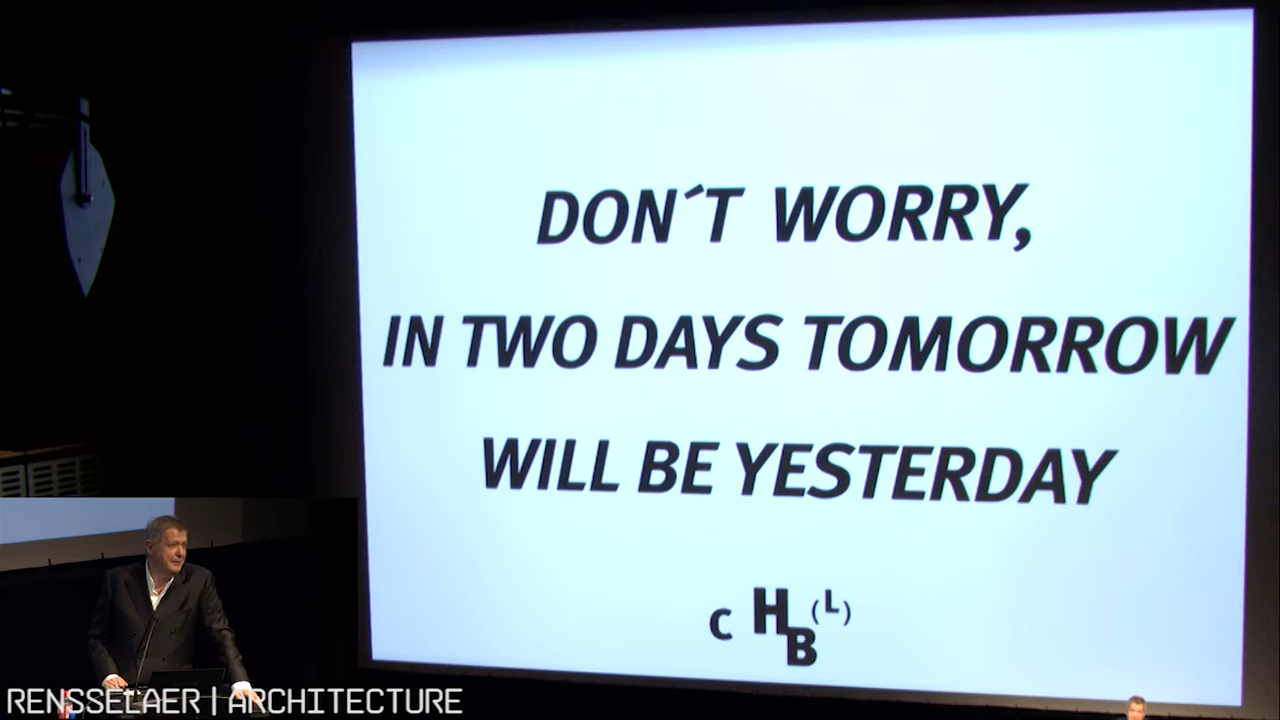 DON´T WORRY,
IN TWO DAYS TOMORROW
WILL BE YESTERDAY
C H B (L)
RENSSELAER | ARCHITECTURE